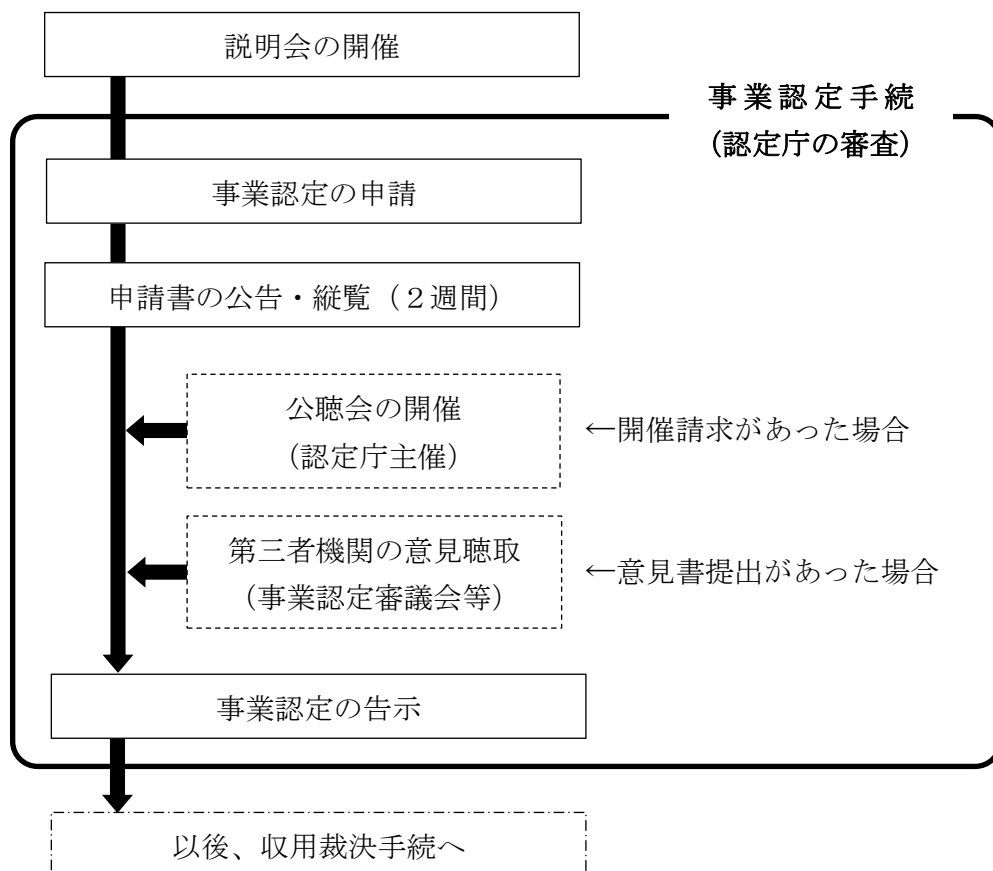 説明会の開催
事業認定手続
(認定庁の審査)
事業認定の申請
申請書の公告・縦覧（２週間）
公聴会の開催
(認定庁主催)
←開催請求があった場合
第三者機関の意見聴取
(事業認定審議会等)
←意見書提出があった場合
事業認定の告示
以後、収用裁決手続へ